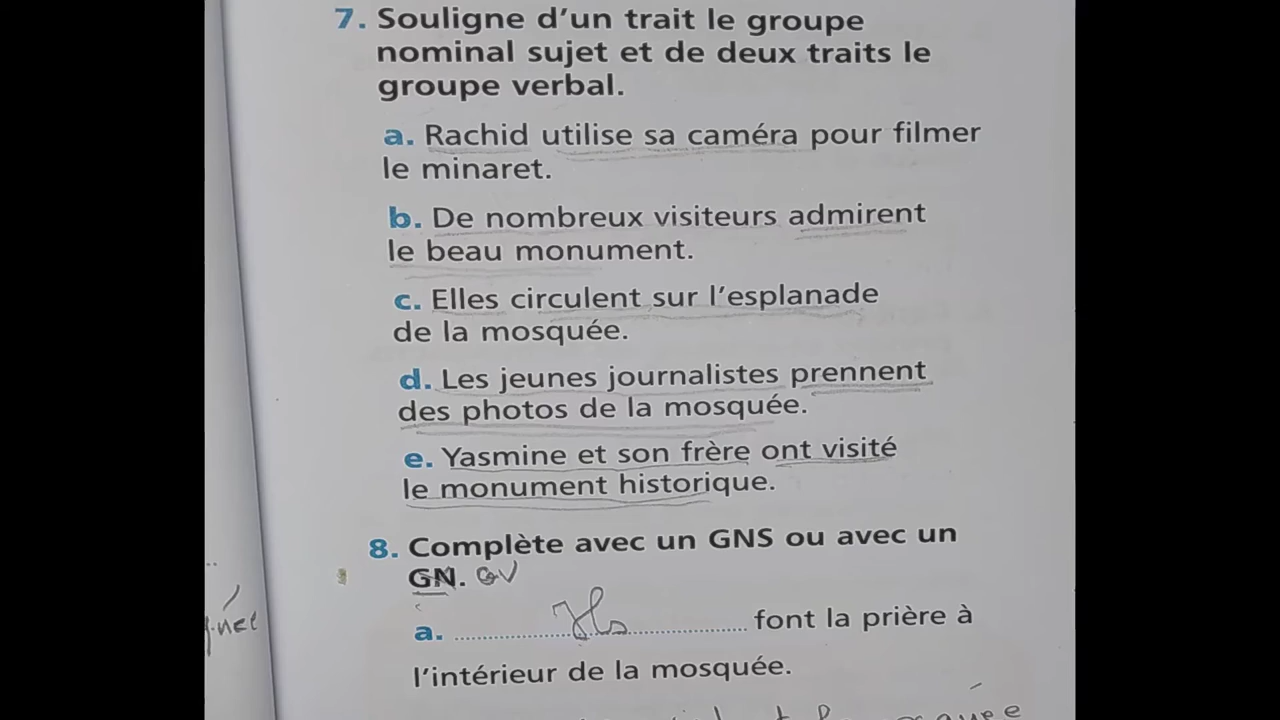 7. Souligne d'un trait le groupe
nominal sujet et de deux traits le
groupe verbal.
a. Rachid utilise sa caméra pour filmer
le minaret.
b. De nombreux visiteurs admirent
le beau monument.
c. Elles circulent sur l'esplanade
de la mosquée.
d. Les jeunes journalistes prennent
des photos de la mosquée.
e. Yasmine et son frère ont visité
le monument historique.
8. Complète avec un GNS ou avec un
GN. GV
a. Ils font la prière à
l'intérieur de la mosquée.